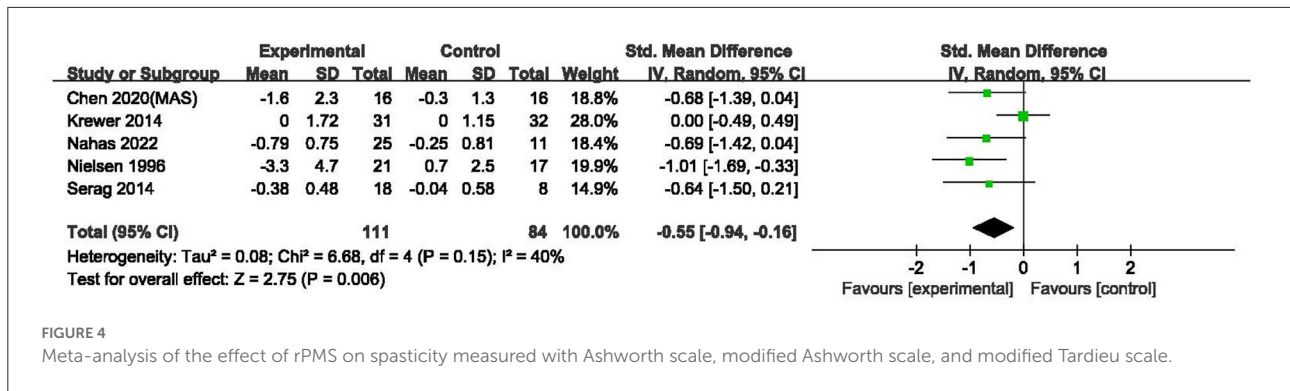 Experimental Control Std. Mean Difference Std. Mean Difference
Study or Subgroup Mean SD Total Mean SD Total Weight IV, Random, 95% CI IV, Random, 95% CI
Chen 2020(MAS) -1.6 2.3 16 -0.3 1.3 16 18.8% -0.68 [-1.39, 0.04]
Krewer 2014 0 1.72 31 0 1.15 32 28.0% 0.00 [-0.49, 0.49]
Nahas 2022 -0.79 0.75 25 -0.25 0.81 11 18.4% -0.69 [-1.42, 0.04]
Nielsen 1996 -3.3 4.7 21 0.7 2.5 17 19.9% -1.01 [-1.69, -0.33]
Serag 2014 -0.38 0.48 18 -0.04 0.58 8 14.9% -0.64 [-1.50, 0.21]
Total (95% CI) 111 84 100.0% -0.55 [-0.94, -0.16]
Heterogeneity: Tau² = 0.08; Chi² = 6.68, df = 4 (P = 0.15); I² = 40%
Test for overall effect: Z = 2.75 (P = 0.006)
-2 -1 0 1 2
Favours [experimental] Favours [control]
FIGURE 4
Meta-analysis of the effect of rPMS on spasticity measured with Ashworth scale, modified Ashworth scale, and modified Tardieu scale.